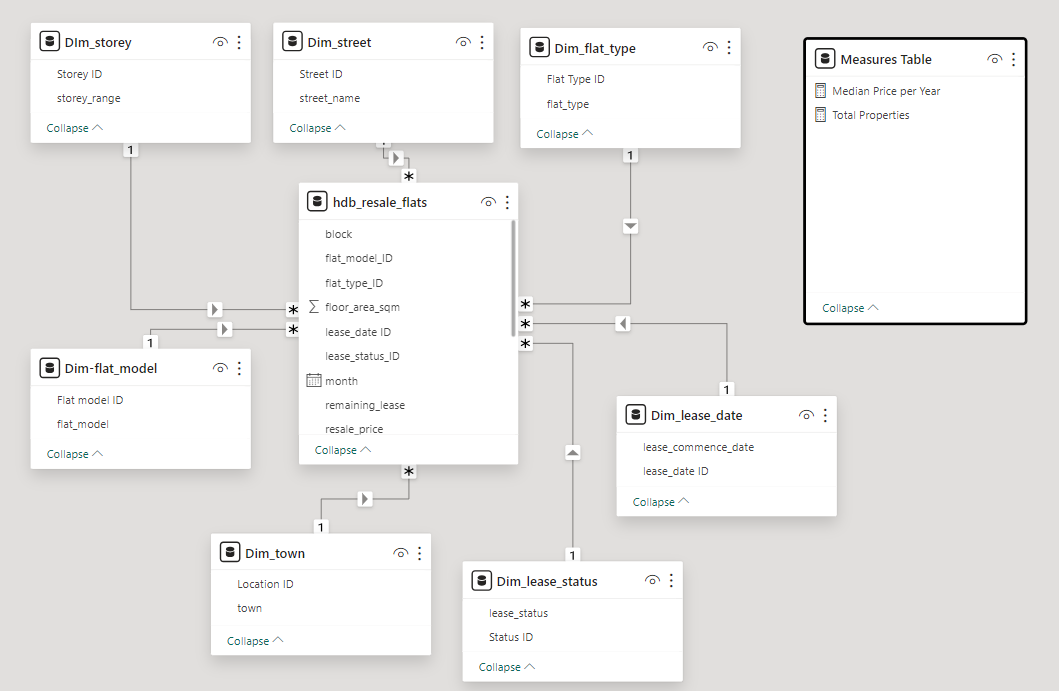 DIm_storey
Storey ID
storey_range
Collapse
Dim_street
Street ID
street_name
Collapse
Dim_flat_type
Flat Type ID
flat_type
Collapse
Measures Table
Median Price per Year
Total Properties
Collapse
1
1
*
1
hdb_resale_flats
block
flat_model_ID
flat_type_ID
floor_area_sqm
lease_date ID
lease_status_ID
month
remaining_lease
resale_price
Collapse
*
*
*
*
*
*
1
Dim-flat_model
Flat model ID
flat_model
Collapse
1
Dim_lease_date
lease_commence_date
lease_date ID
Collapse
1
Dim_town
Location ID
town
Collapse
1
Dim_lease_status
lease_status
Status ID
Collapse